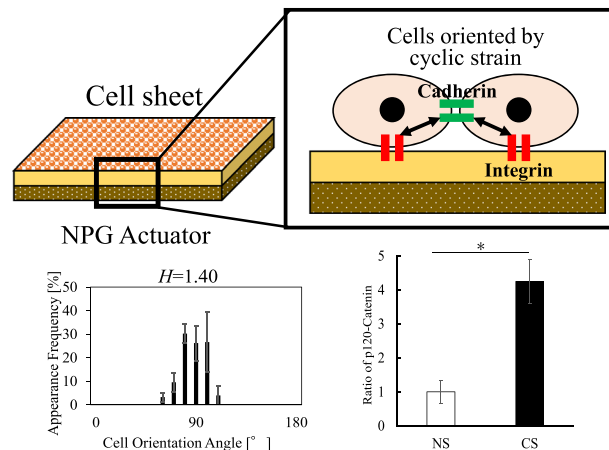 Cells oriented by
cyclic strain
Cell sheet
Cadherin
Integrin
NPG Actuator
H=1.40
Appearance Frequency [%]
50
40
30
20
10
0
0
90
180
Cell Orientation Angle [°]
*
Ratio of p120-Catenin
5
4
3
2
1
0
NS
CS